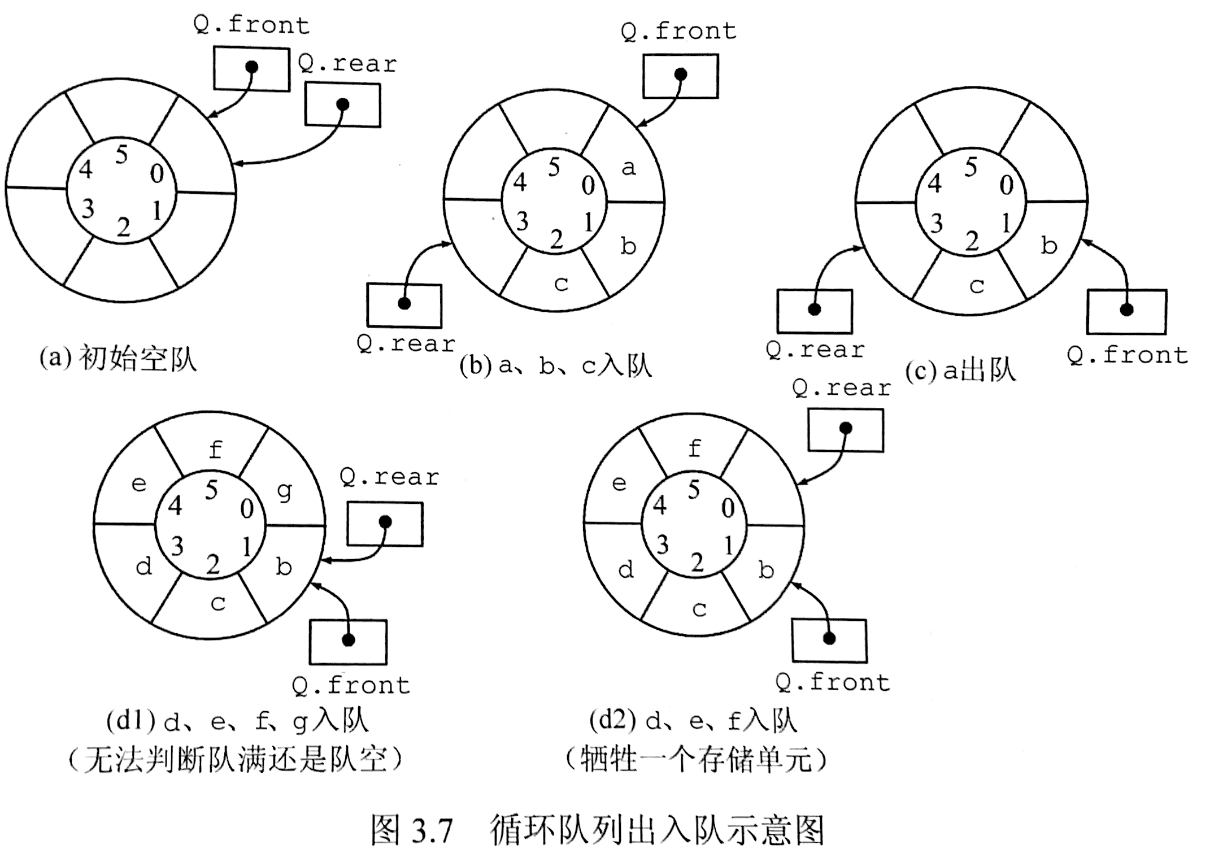 Q.front
Q.rear
4 5 0
3 2 1
(a) 初始空队
Q.front
a
5
4 0
3 1
2
b
c
Q.rear
(b) a、b、c入队
5
4 0
3 1
2
b
c
Q.rear
Q.front
(c) a出队
f
e g
5
4 0
3 1
2
d b
c
Q.rear
Q.front
(d1) d、e、f、g入队
(无法判断队满还是队空)
Q.rear
f
e
5
4 0
3 1
2
d b
c
Q.front
(d2) d、e、f入队
(牺牲一个存储单元)
图 3.7 循环队列出入队示意图